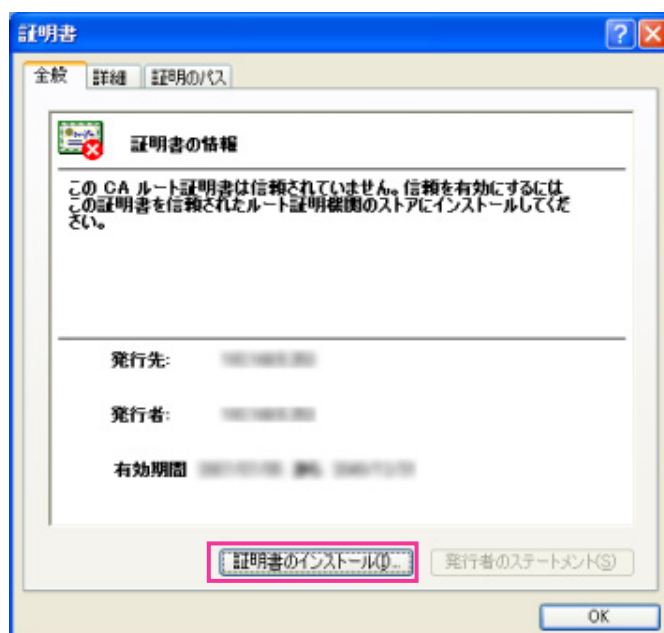 証明書
全般 詳細 証明のパス
証明書の情報
この CA ルート証明書は信頼されていません。信頼を有効にするには
この証明書を信頼されたルート証明機関のストアにインストールしてくだ
さい。
発行先:
発行者:
有効期間 から
証明書のインストール(I)... 発行者のステートメント(S)
OK